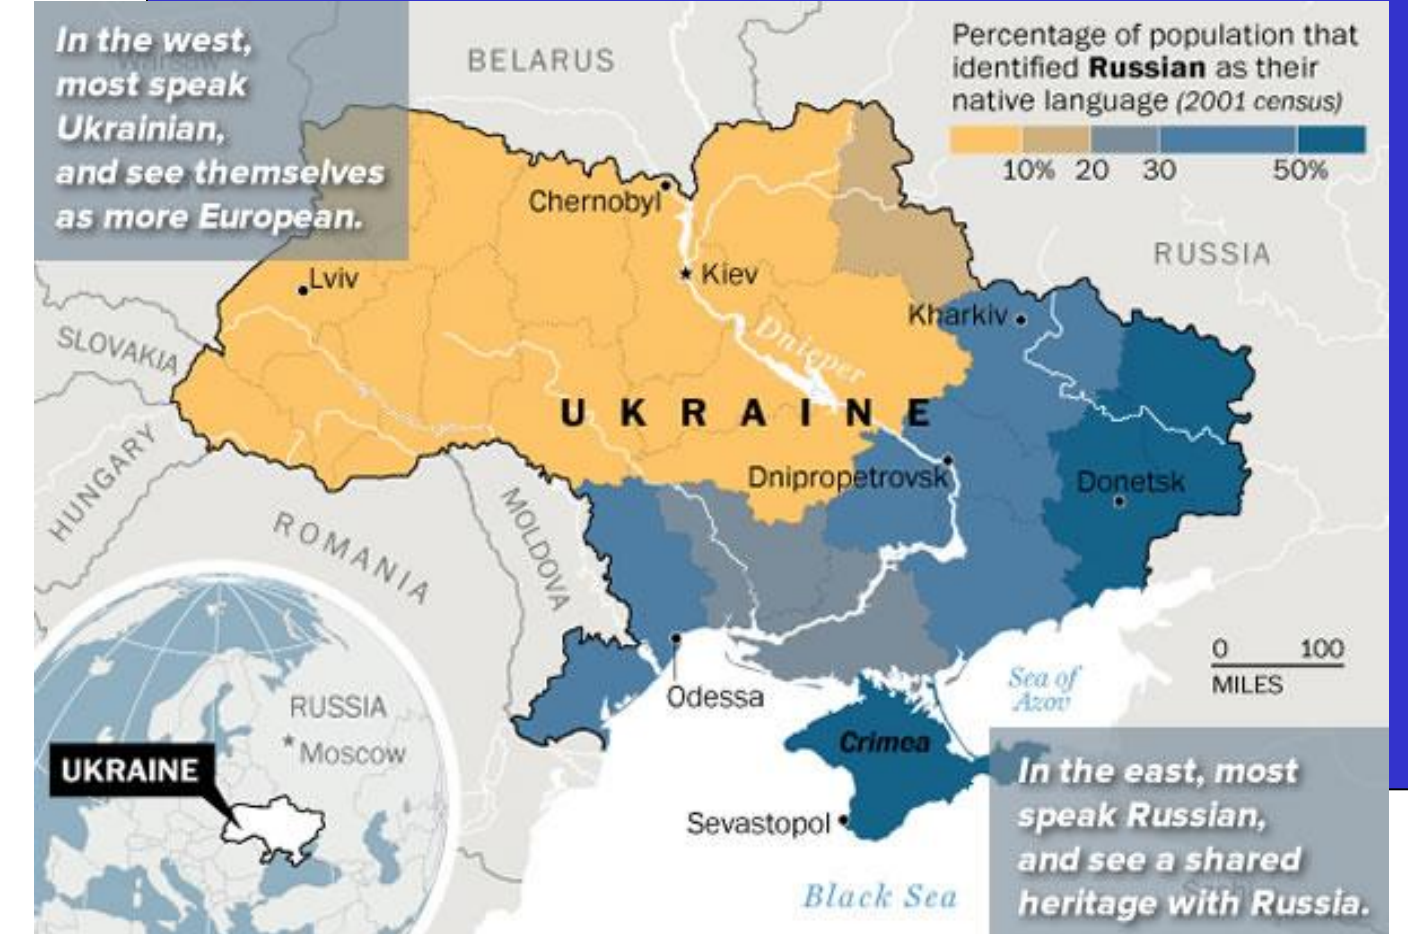 In the west,
most speak
Ukrainian,
and see themselves
as more European.
Warsaw
BELARUS
Percentage of population that
identified Russian as their
native language (2001 census)
10% 20 30 50%
RUSSIA
Chernobyl
Lviv
Kiev
Kharkiv
SLOVAKIA
Dnieper
UKRAINE
HUNGARY
Dnipropetrovsk
Donetsk
ROMANIA
MOLDOVA
0 100
MILES
Sea of
Azov
Odessa
RUSSIA
Moscow
UKRAINE
Crimea
Sevastopol
Black Sea
In the east, most
speak Russian,
and see a shared
heritage with Russia.